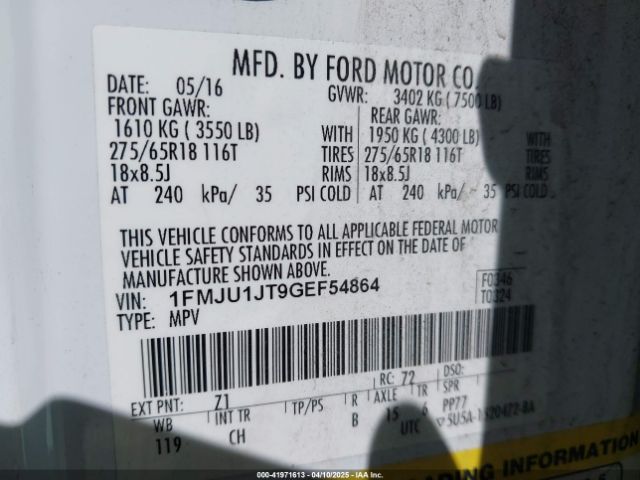 MFD. BY FORD MOTOR CO.
DATE: 05/16 GVWR: 3402 KG ( 7500 LB)
FRONT GAWR: REAR GAWR:
1610 KG ( 3550 LB) WITH 1950 KG ( 4300 LB) WITH
275/65R18 116T TIRES 275/65R18 116T TIRES
18x8.5J RIMS 18x8.5J RIMS
AT 240 kPa/ 35 PSI COLD AT 240 kPa/ 35 PSI COLD
THIS VEHICLE CONFORMS TO ALL APPLICABLE FEDERAL MOTOR
VEHICLE SAFETY STANDARDS IN EFFECT ON THE DATE OF
MANUFACTURE SHOWN ABOVE.
VIN: 1FMJU1JT9GEF54864 F0346
TYPE: MPV T0324
EXT PNT: Z1 RC: 72 DSO:
WB INT TR TP/PS R AXLE TR SPR
119 CH B 15 6 PP77
UTC
ADING INFORMATION
000-41971613 - 04/10/2025 - IAAI.COM